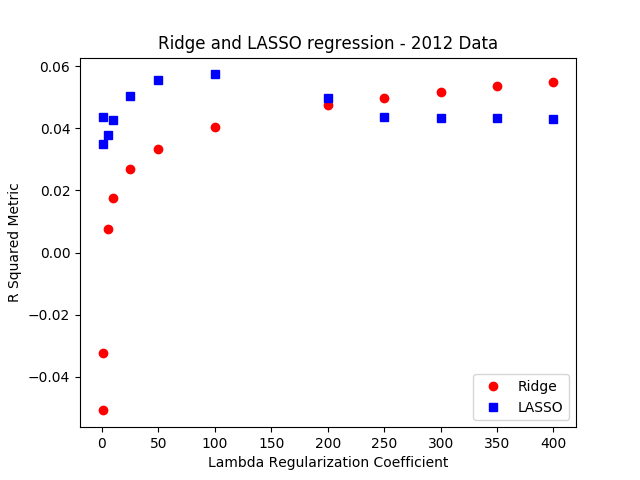 Ridge and LASSO regression - 2012 Data
R Squared Metric
0.06
0.04
0.02
0.00
−0.02
−0.04
Ridge
LASSO
0 50 100 150 200 250 300 350 400
Lambda Regularization Coefficient